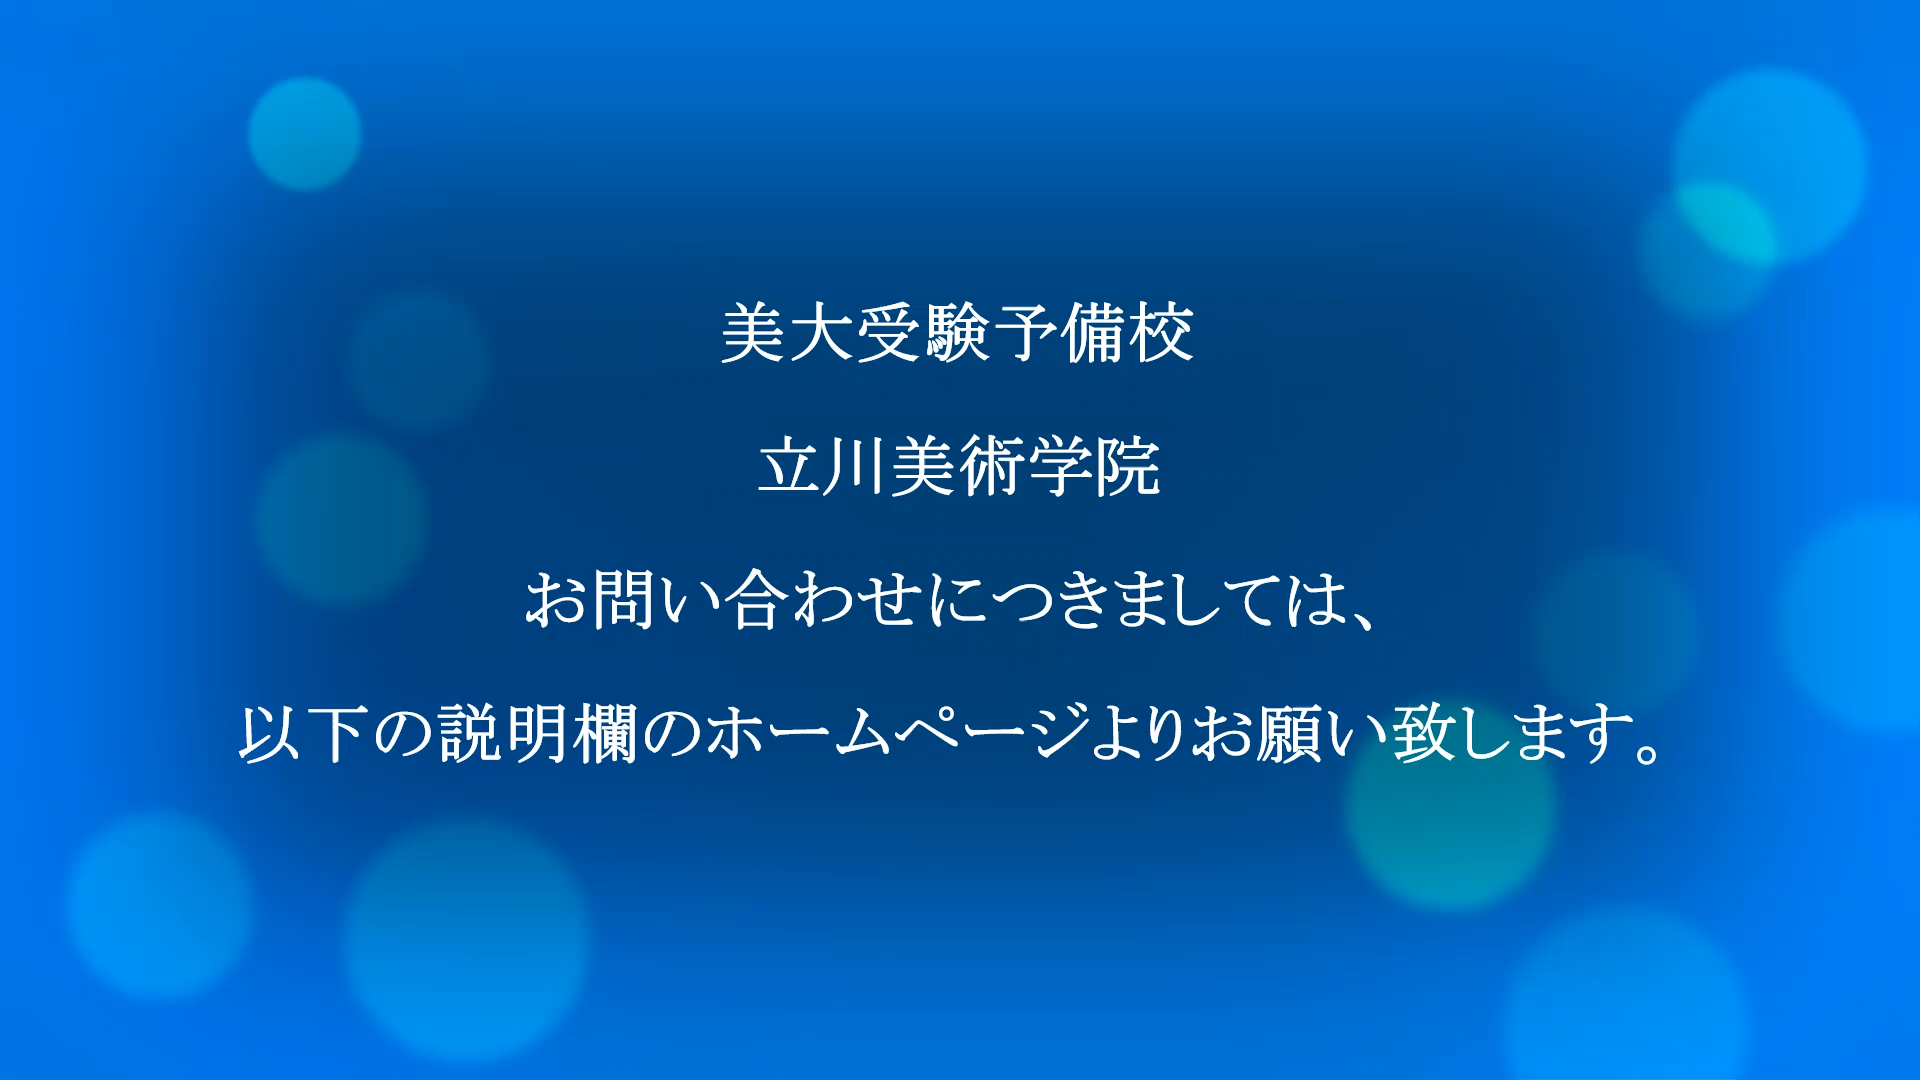 美大受験予備校
立川美術学院
お問い合わせにつきましては、
以下の説明欄のホームページよりお願い致します。